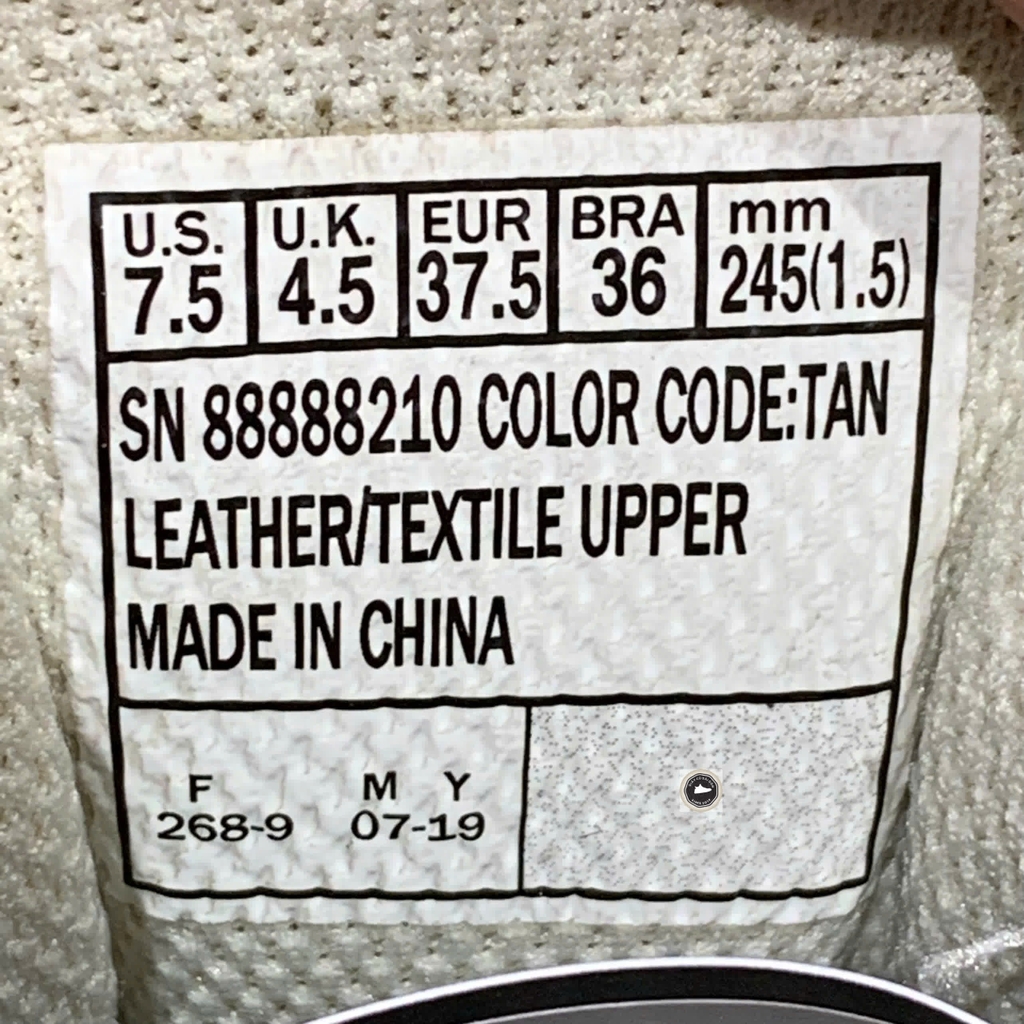 U.S. U.K. EUR BRA mm
7.5 4.5 37.5 36 245(1.5)
SN 88888210 COLOR CODE:TAN
LEATHER/TEXTILE UPPER
MADE IN CHINA
F M Y
268-9 07-19